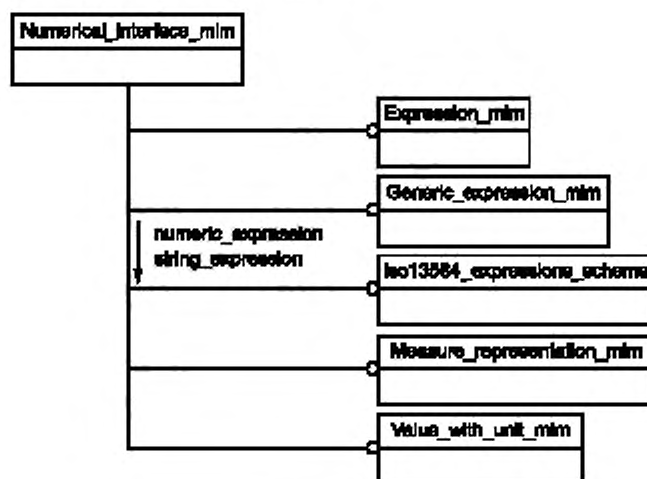 Numerical_interface_mim
Expression_mim
Generic_expression_mim
numeric_expression
string_expression
iso13584_expressions_schema
Measure_representation_mim
Value_with_unit_mim